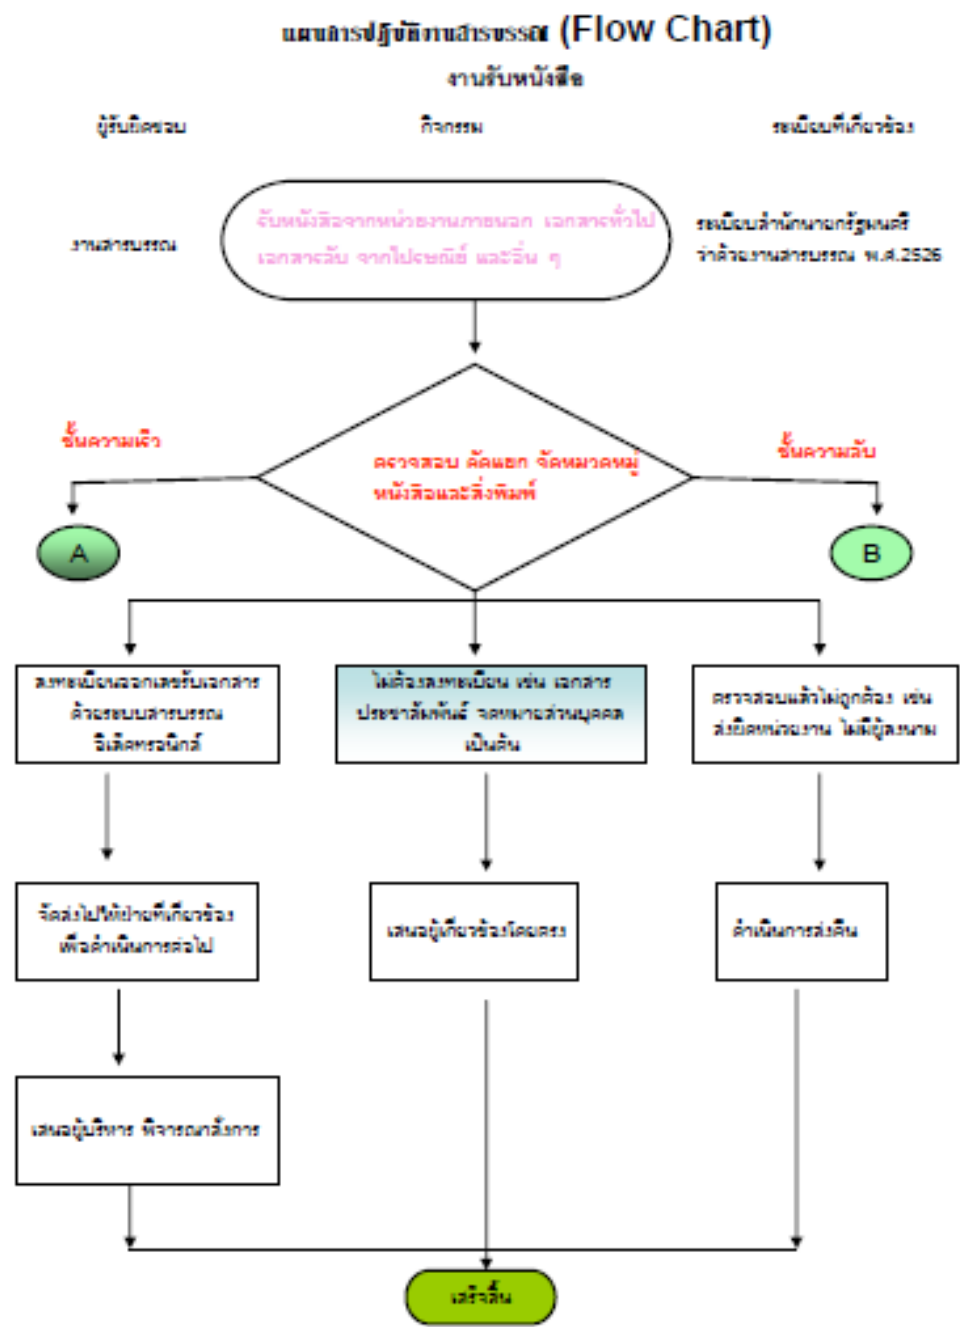 แผนการปฏิบัติงานสารบรรณ (Flow Chart)
งานรับหนังสือ
ผู้รับผิดชอบ กิจกรรม ระเบียบที่เกี่ยวข้อง
งานสารบรรณ
รับหนังสือจากหน่วยงานภายนอก เอกสารทั่วไป
เอกสารลับ จากไปรษณีย์ และอื่น ๆ
ระเบียบสำนักนายกรัฐมนตรี
ว่าด้วยงานสารบรรณ พ.ศ.2526
ชั้นความเร็ว
ตรวจสอบ คัดแยก จัดหมวดหมู่
หนังสือและสิ่งพิมพ์
ชั้นความลับ
A
B
ลงทะเบียนออกเลขรับเอกสาร
ด้วยระบบสารบรรณ
อิเล็คทรอนิกส์
ไม่ต้องลงทะเบียน เช่น เอกสาร
ประชาสัมพันธ์ จดหมายส่วนบุคคล
เป็นต้น
ตรวจสอบแล้วไม่ถูกต้อง เช่น
ส่งผิดหน่วยงาน ไม่มีผู้ลงนาม
จัดส่งไปให้ฝ่ายที่เกี่ยวข้อง
เพื่อดำเนินการต่อไป
เสนอผู้เกี่ยวข้องโดยตรง
ดำเนินการส่งคืน
เสนอผู้บริหาร พิจารณาสั่งการ
เสร็จสิ้น